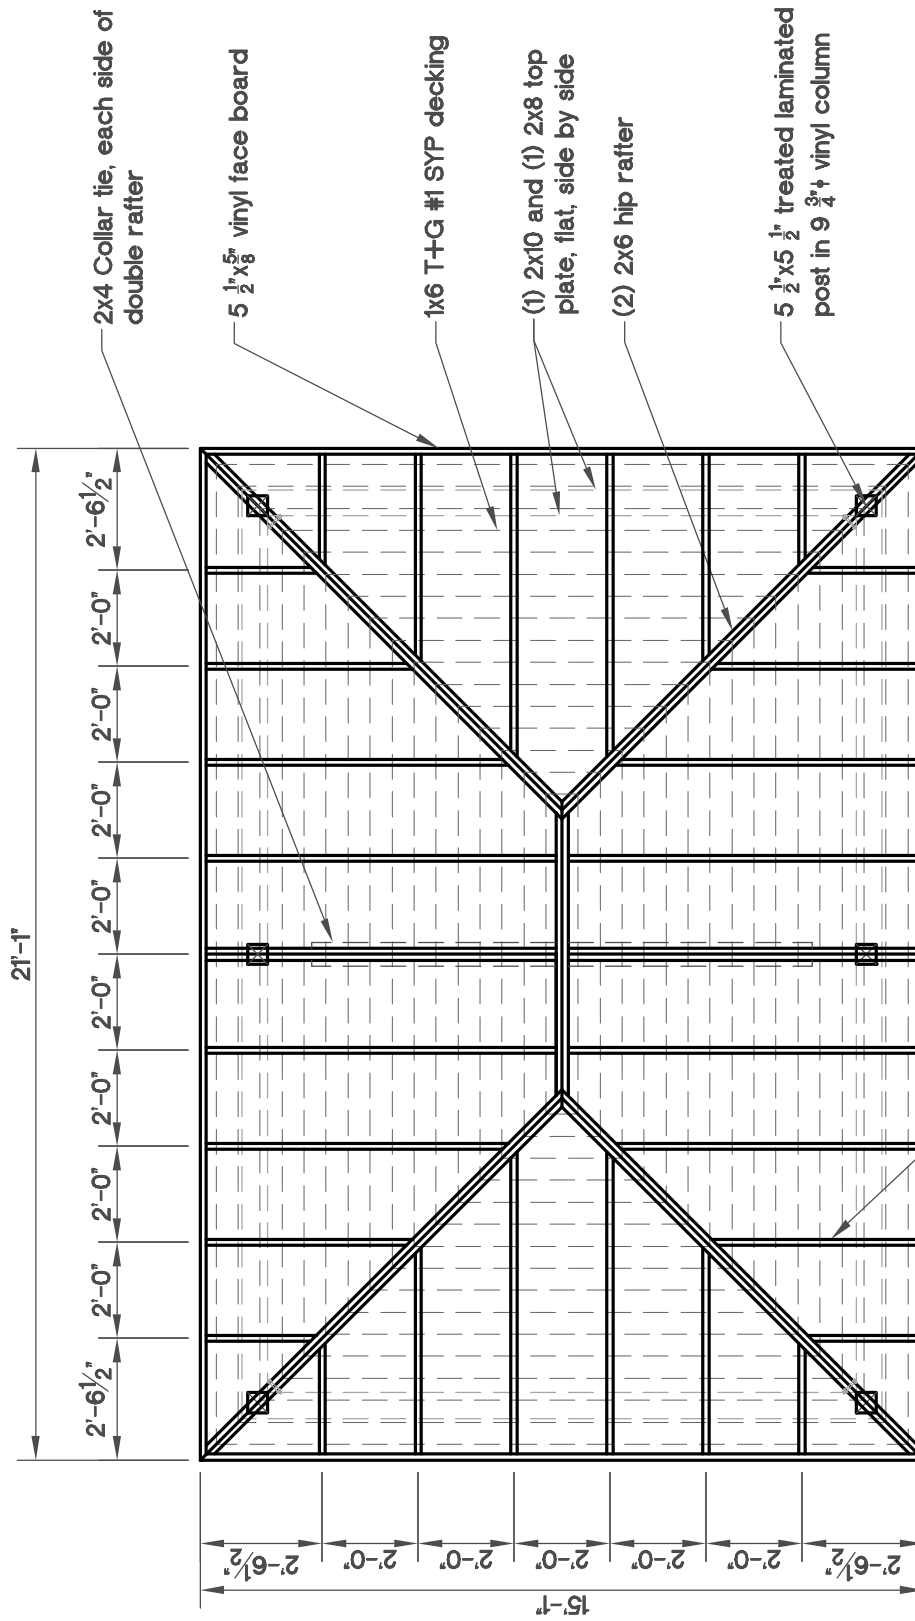 2x4 Collar tie, each side of
double rafter
5 1/2"x5/8" vinyl face board
1x6 T+G #1 SYP decking
(1) 2x10 and (1) 2x8 top
plate, flat, side by side
(2) 2x6 hip rafter
5 1/2"x5 1/2" treated laminated
post in 9 3/4"ϕ vinyl column
21'-1"
2'-6 1/2"
2'-0"
2'-0"
2'-0"
2'-0"
2'-0"
2'-0"
2'-0"
2'-0"
2'-6 1/2"
2'-6 1/2"
2'-0"
2'-0"
2'-0"
2'-0"
2'-0"
2'-6 1/2"
15'-1"